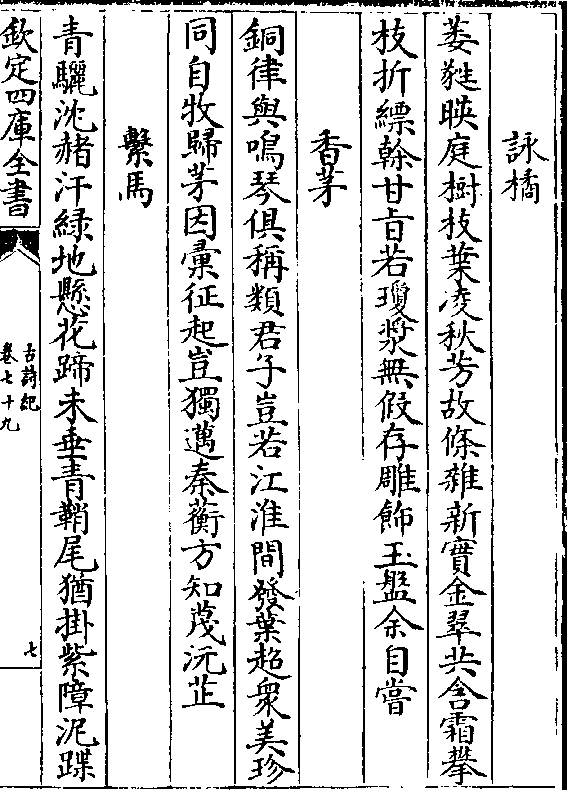 詠橘
萎蕤映庭樹枝葉凌秋芳故條雜新實金翠共含霜攀
枝折縹幹甘旨若瓊漿無假存雕飾玉盤余自嘗
香茅
銅律與鳴琴俱稱類君子豈若江淮間發葉超衆美珍
同自牧歸茅因彚征起豈獨邁秦蘅方知蔑沅芷
繫馬
青驪沈赭汗緑地懸花蹄未垂青鞘尾猶掛紫障泥蹀
欽定四庫全書
古詩紀
卷七十九
七